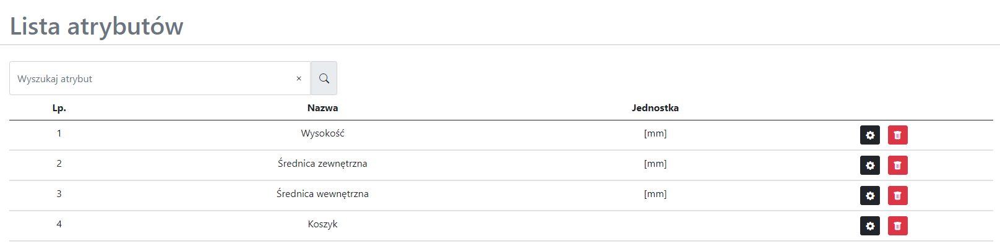 Lista atrybutów
Wyszukaj atrybut ×
Lp. Nazwa Jednostka
1 Wysokość [mm]
2 Średnica zewnętrzna [mm]
3 Średnica wewnętrzna [mm]
4 Koszyk